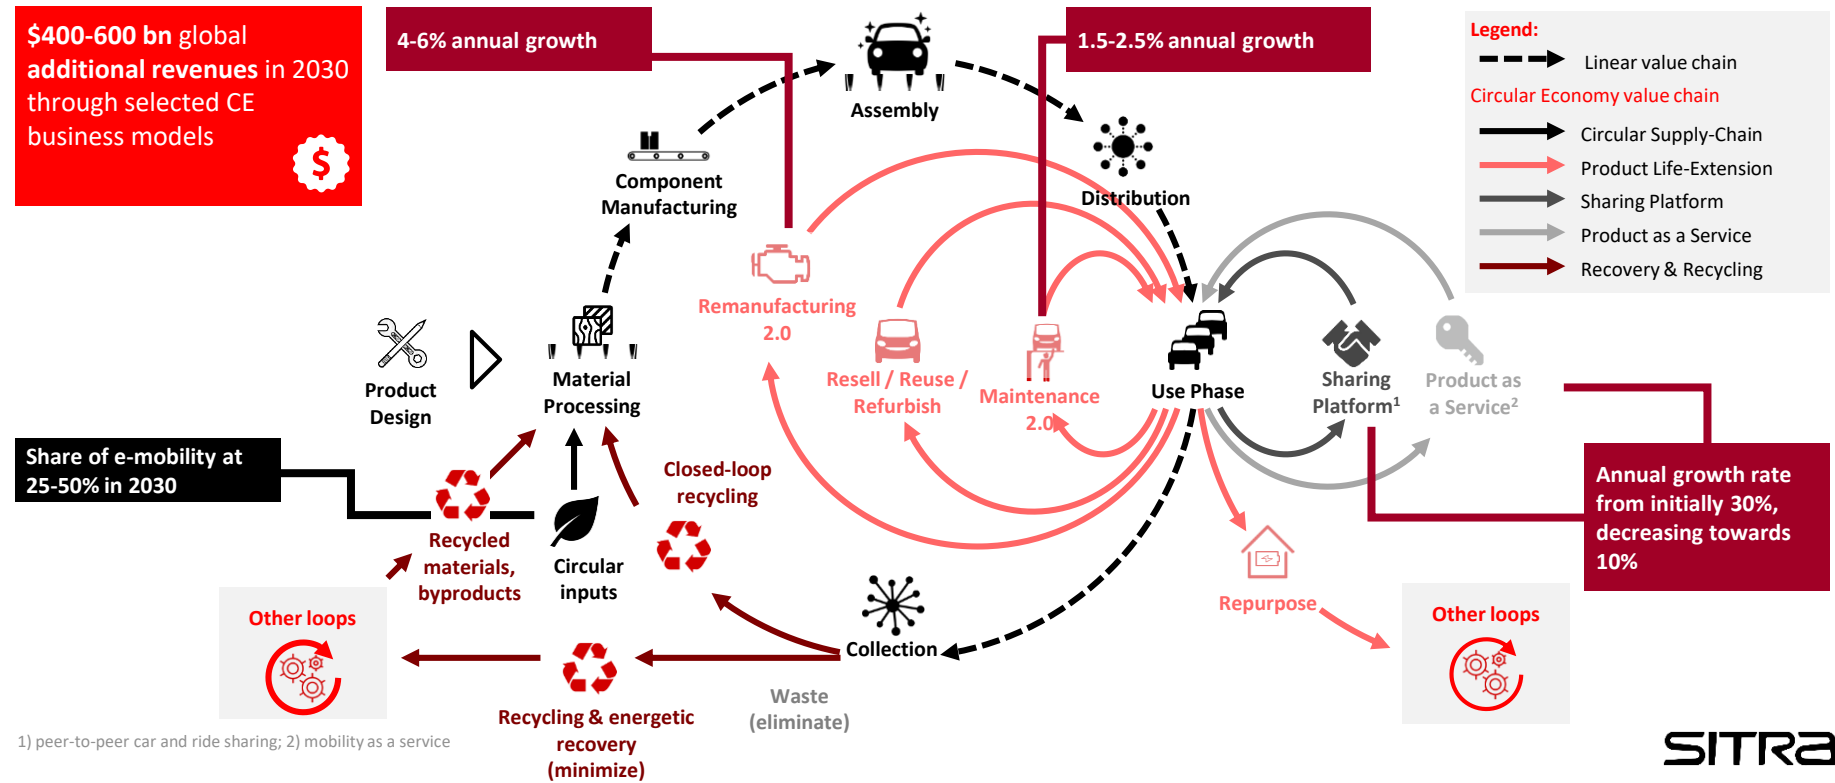 $400-600 bn global
additional revenues in 2030
through selected CE
business models
$
4-6% annual growth
Assembly
1.5-2.5% annual growth
Legend:
Linear value chain
Circular Economy value chain
Circular Supply-Chain
Product Life-Extension
Sharing Platform
Product as a Service
Recovery & Recycling
Component
Manufacturing
Distribution
Remanufacturing
2.0
Product
Design
Material
Processing
Resell / Reuse /
Refurbish
Maintenance
2.0
Use Phase
Sharing
Platform1
Product as
a Service2
Share of e-mobility at
25-50% in 2030
Closed-loop
recycling
Annual growth rate
from initially 30%,
decreasing towards
10%
Recycled
materials,
byproducts
Circular
inputs
Other loops
Repurpose
Other loops
Collection
Waste
(eliminate)
Recycling & energetic
recovery
(minimize)
1) peer-to-peer car and ride sharing; 2) mobility as a service
SITRA